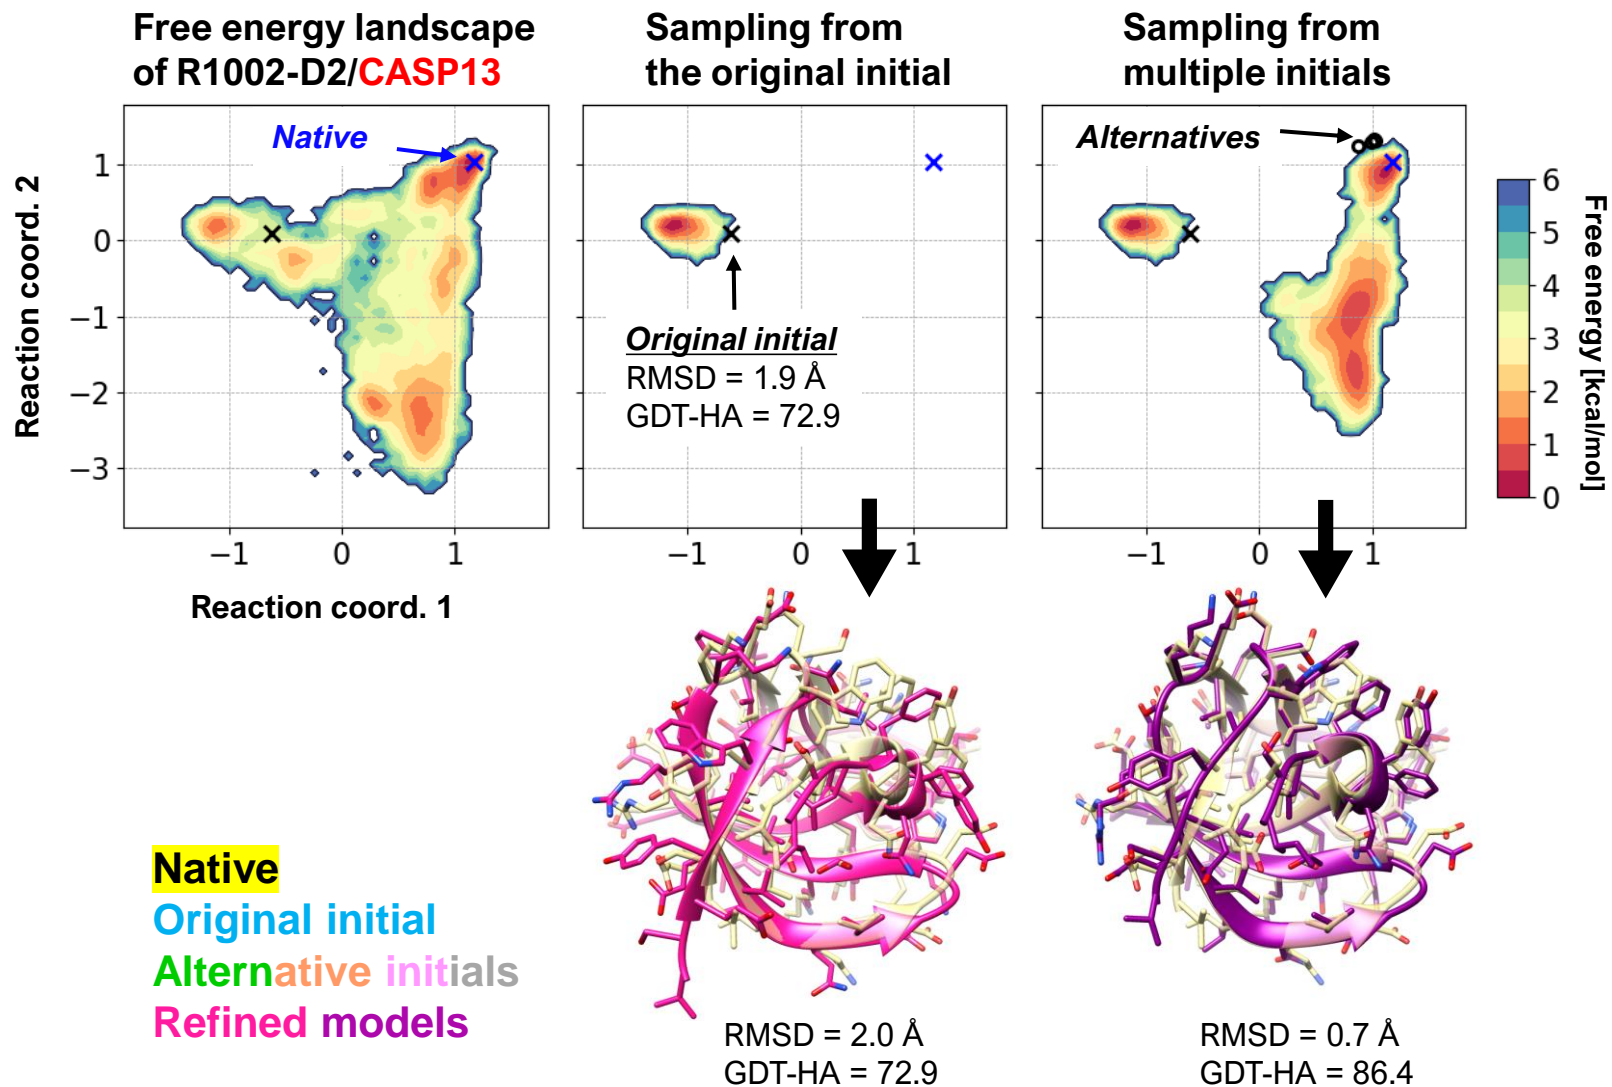 Free energy landscape
of R1002-D2/CASP13
Sampling from
the original initial
Sampling from
multiple initials
Native
Alternatives
Original initial
RMSD = 1.9 Å
GDT-HA = 72.9
1
0
−1
−2
−3
Reaction coord. 2
−1 0 1
−1 0 1
−1 0 1
Reaction coord. 1
6
5
4
3
2
1
0
Free energy [kcal/mol]
Native
Original initial
Alternative initials
Refined models
RMSD = 2.0 Å
GDT-HA = 72.9
RMSD = 0.7 Å
GDT-HA = 86.4